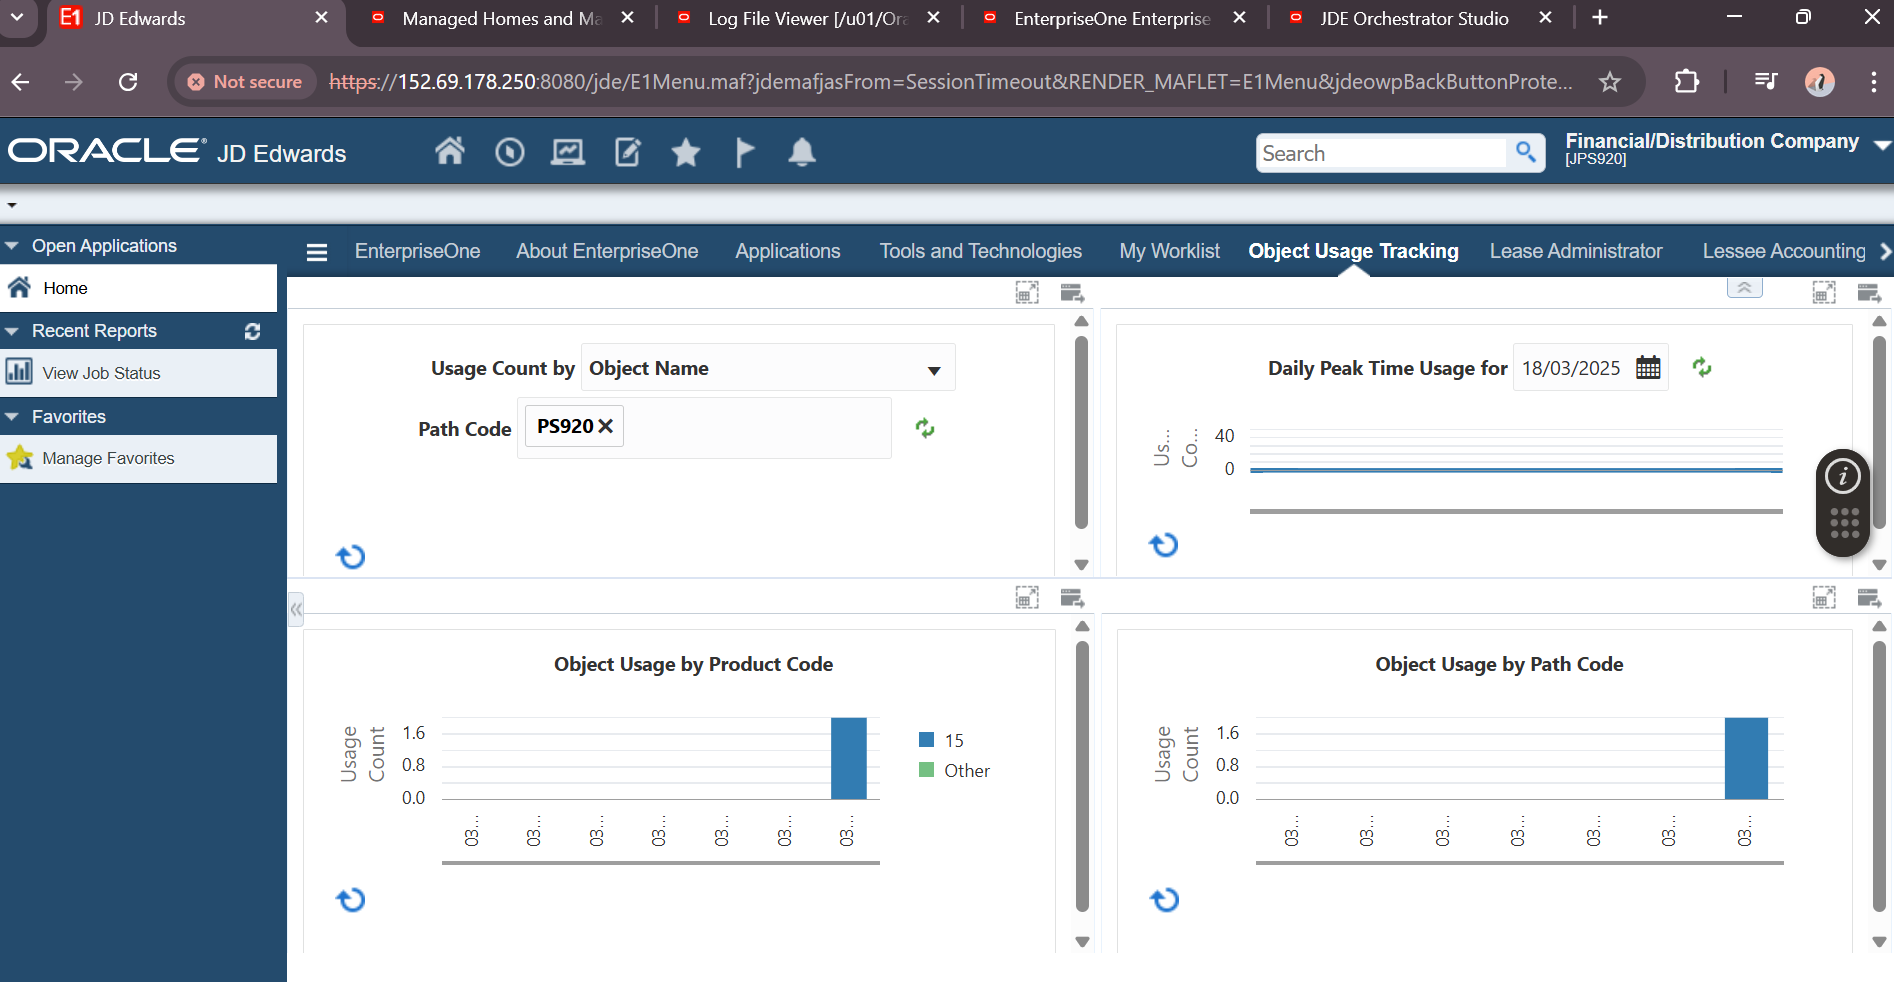 E1 JD Edwards
Managed Homes and Ma
Log File Viewer [/u01/Ora
EnterpriseOne Enterprise
JDE Orchestrator Studio
Not secure https://152.69.178.250:8080/jde/E1Menu.maf?jdemafjasFrom=SessionTimeout&RENDER_MAFLET=E1Menu&jdeowpBackButtonProte...
ORACLE® JD Edwards
Search
Financial/Distribution Company
[JPS920]
Open Applications
Home
Recent Reports
View Job Status
Favorites
Manage Favorites
EnterpriseOne
About EnterpriseOne
Applications
Tools and Technologies
My Worklist
Object Usage Tracking
Lease Administrator
Lessee Accounting
Usage Count by Object Name
Path Code PS920
Daily Peak Time Usage for 18/03/2025
Us...
Co...
40
0
Object Usage by Product Code
Usage
Count
1.6
0.8
0.0
03... 03... 03... 03... 03... 03... 03...
15
Other
Object Usage by Path Code
Usage
Count
1.6
0.8
0.0
03... 03... 03... 03... 03... 03... 03...